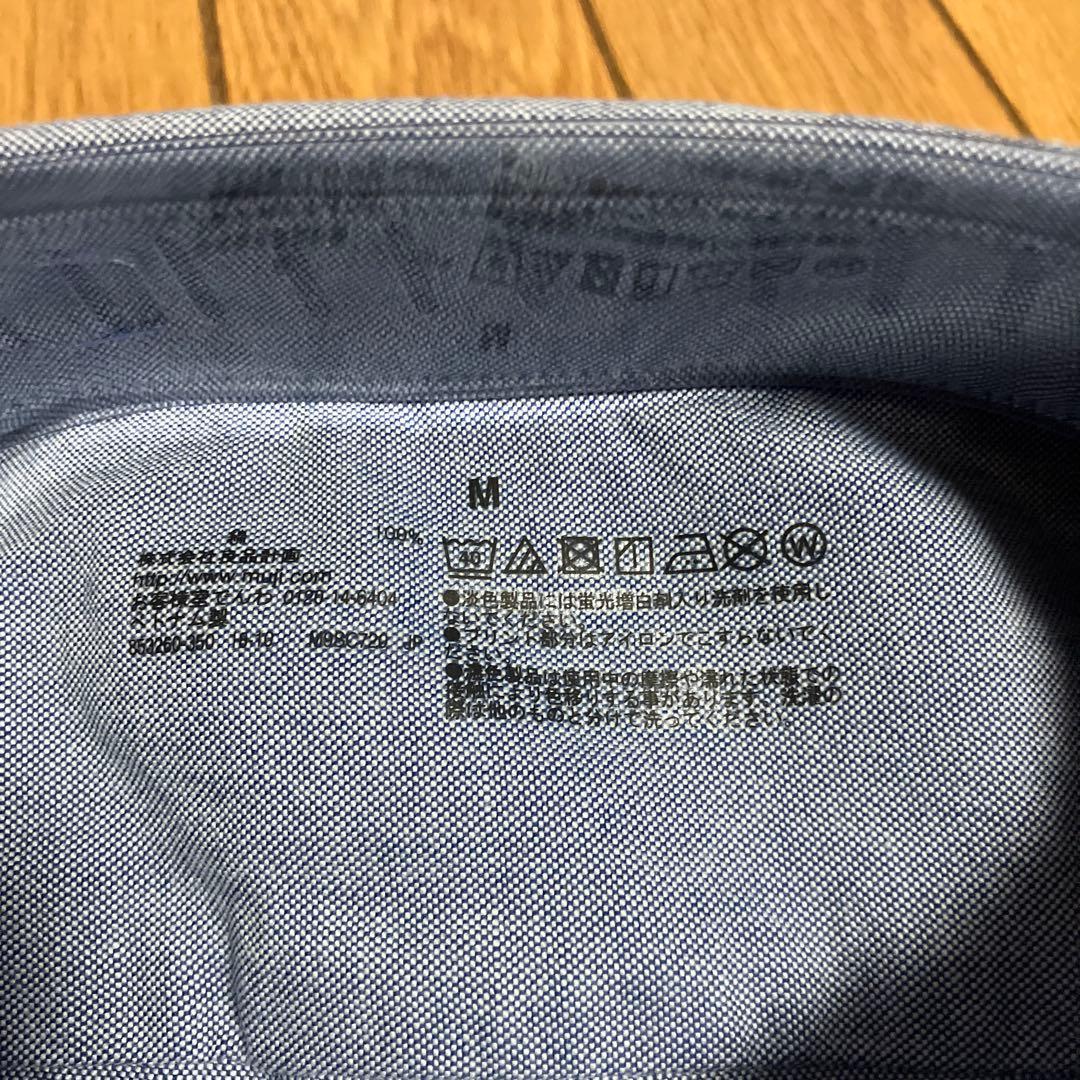 M
綿 100%
株式会社良品計画
http://www.muji.com
お客様室でんわ 0120-14-6404
ベトナム製
M9BC720 JP
40
W
●淡色製品には蛍光増白剤入り洗剤を使用し
ないでください。
●プリント部分はアイロンでこすらないでく
ださい。
●濃色製品は使用中の摩擦や濡れた状態での
接触により色移りする事があります。洗濯の
際は他のものと分けて洗ってください。